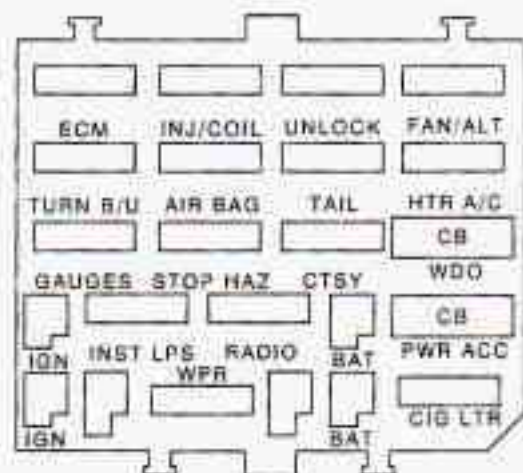 ECM INJ/COIL UNLOCK FAN/ALT
TURN B/U AIR BAG TAIL HTR A/C
CB
GAUGES STOP HAZ CTSY WDO
CB
IGN INST LPS RADIO BAT PWR ACC
WPR
IGN BAT CIG LTR